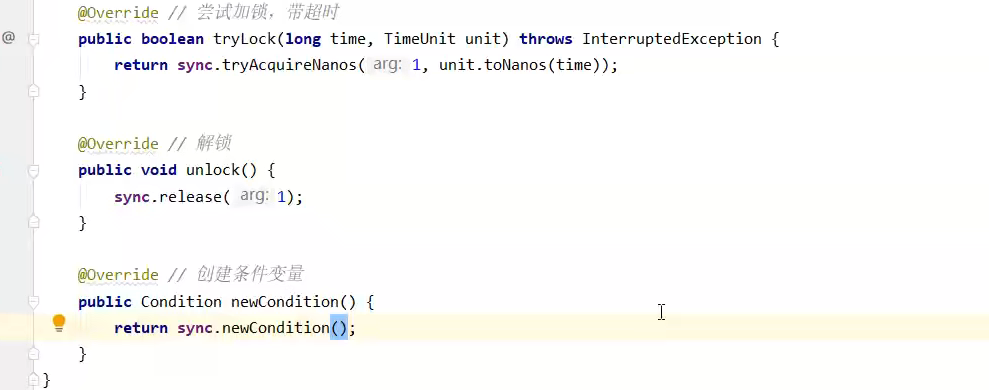 @Override // 尝试加锁，带超时
@
public boolean tryLock(long time, TimeUnit unit) throws InterruptedException {
return sync.tryAcquireNanos( arg: 1, unit.toNanos(time));
}
@Override // 解锁
public void unlock() {
sync.release( arg: 1);
}
@Override // 创建条件变量
public Condition newCondition() {
return sync.newCondition();
}
}